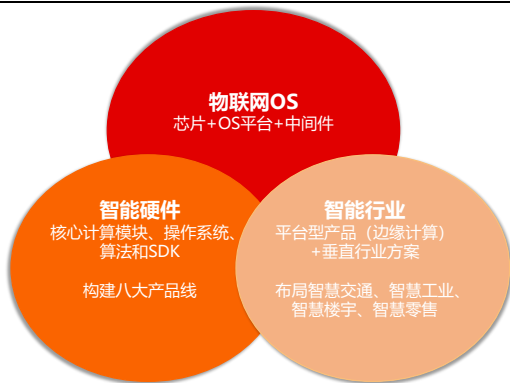 物联网OS
芯片+OS平台+中间件
智能硬件
核心计算模块、操作系统、
算法和SDK
构建八大产品线
智能行业
平台型产品（边缘计算）
+垂直行业方案
布局智慧交通、智慧工业、
智慧楼宇、智慧零售